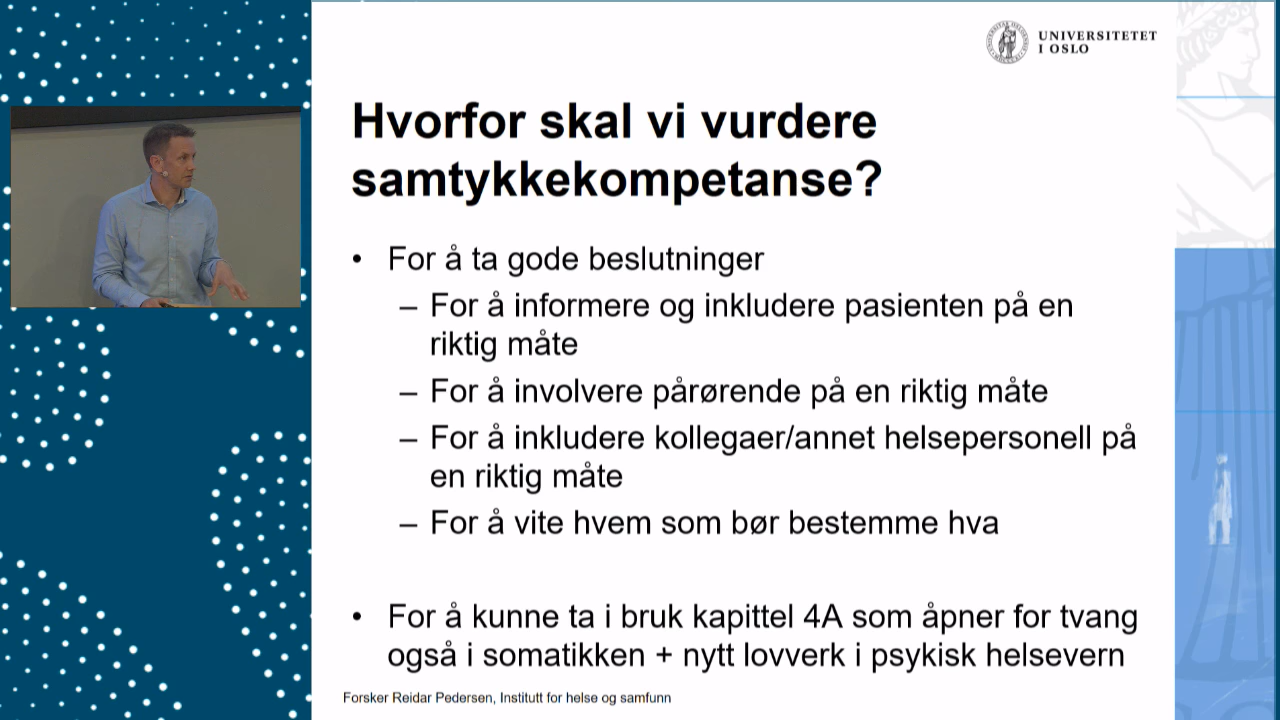 UNIVERSITETET
I OSLO
Hvorfor skal vi vurdere
samtykkekompetanse?
• For å ta gode beslutninger
– For å informere og inkludere pasienten på en
riktig måte
– For å involvere pårørende på en riktig måte
– For å inkludere kollegaer/annet helsepersonell på
en riktig måte
– For å vite hvem som bør bestemme hva
• For å kunne ta i bruk kapittel 4A som åpner for tvang
også i somatikken + nytt lovverk i psykisk helsevern
Forsker Reidar Pedersen, Institutt for helse og samfunn